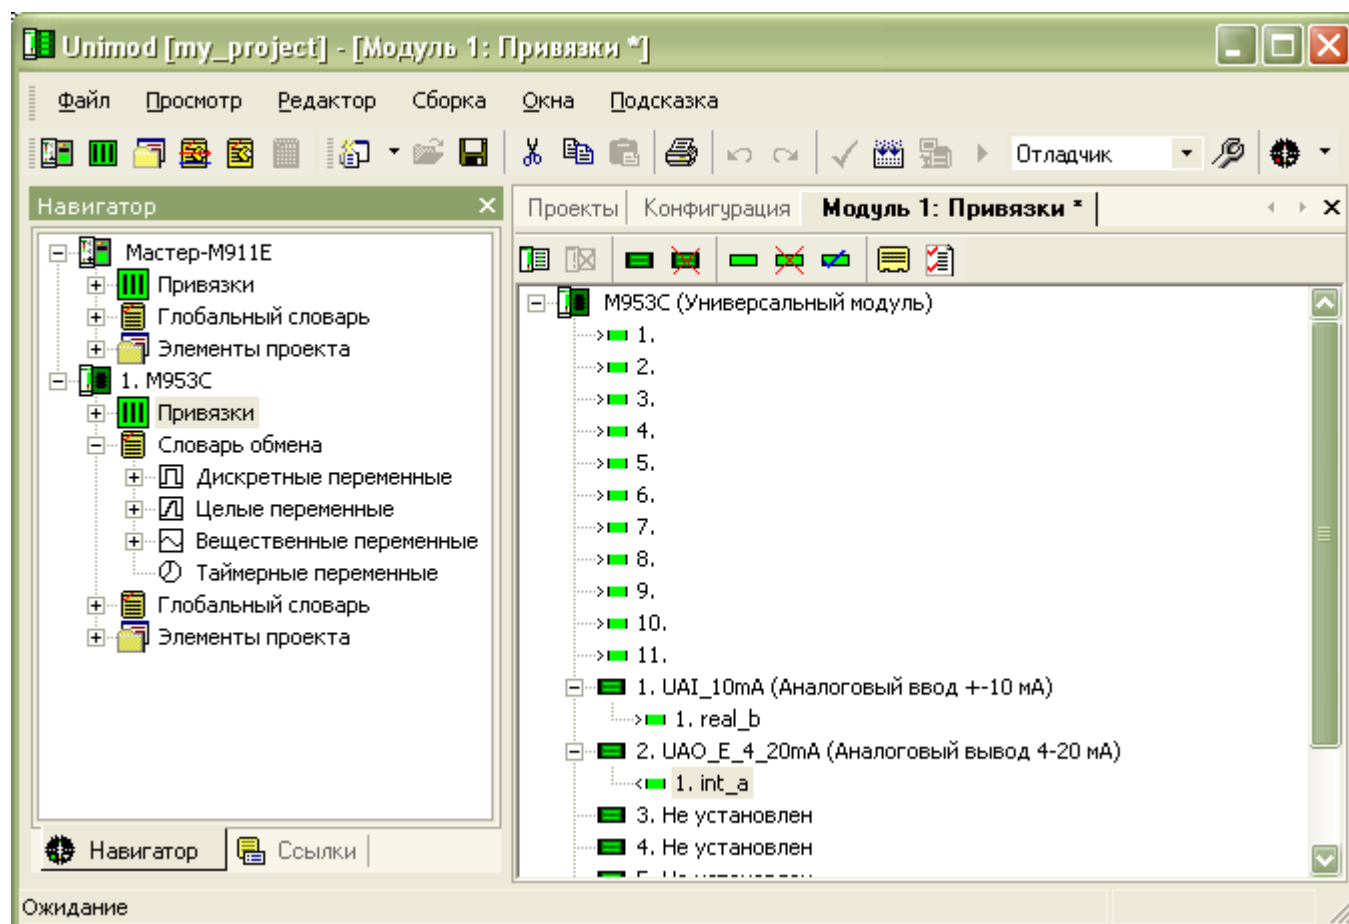 Unimod [my_project] - [Модуль 1: Привязки *]
Файл Просмотр Редактор Сборка Окна Подсказка
Отладчик
Навигатор
Мастер-М911Е
Привязки
Глобальный словарь
Элементы проекта
1. М953С
Привязки
Словарь обмена
Дискретные переменные
Целые переменные
Вещественные переменные
Таймерные переменные
Глобальный словарь
Элементы проекта
Навигатор Ссылки
Проекты Конфигурация Модуль 1: Привязки *
М953С (Универсальный модуль)
1.
2.
3.
4.
5.
6.
7.
8.
9.
10.
11.
1. UAI_10mA (Аналоговый ввод +-10 мА)
1. real_b
2. UAO_E_4_20mA (Аналоговый вывод 4-20 мА)
1. int_a
3. Не установлен
4. Не установлен
Ожидание